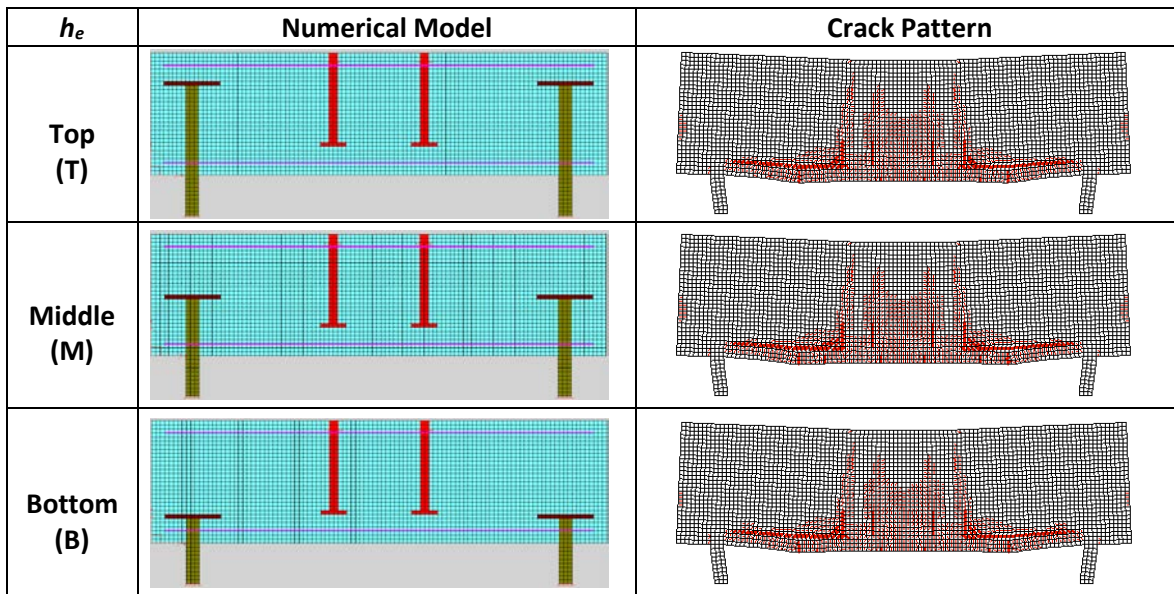 he Numerical Model Crack Pattern
Top
(T)
Middle
(M)
Bottom
(B)